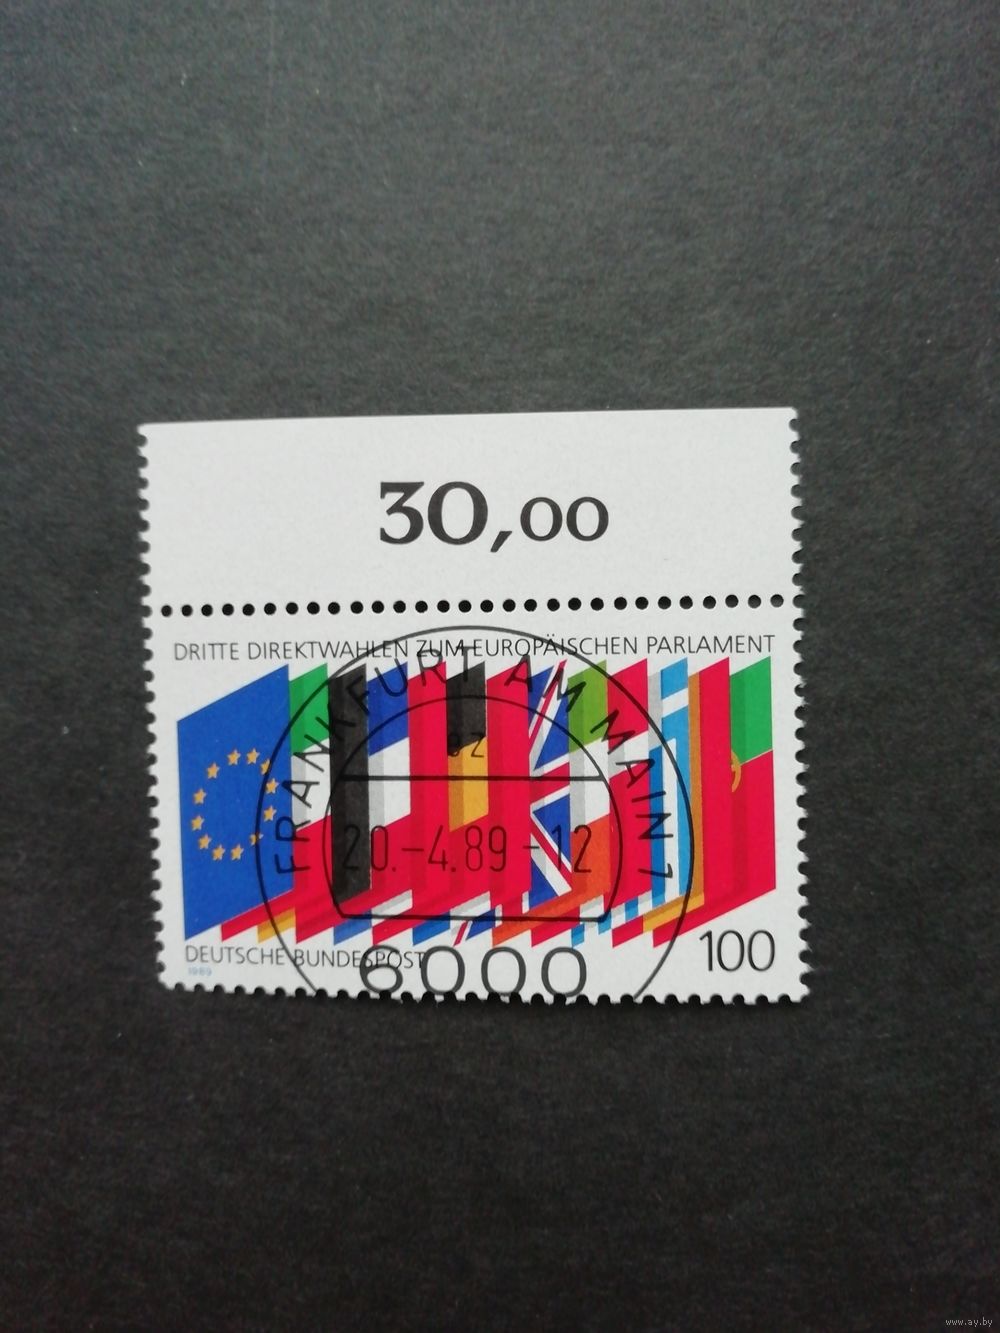 30,00
DRITTE DIREKTWAHLEN ZUM EUROPÄISCHEN PARLAMENT
FRANKFURT AM MAIN 1
az
20.-4.89-12
6000
DEUTSCHE BUNDESPOST
100
1989
www.ay.by